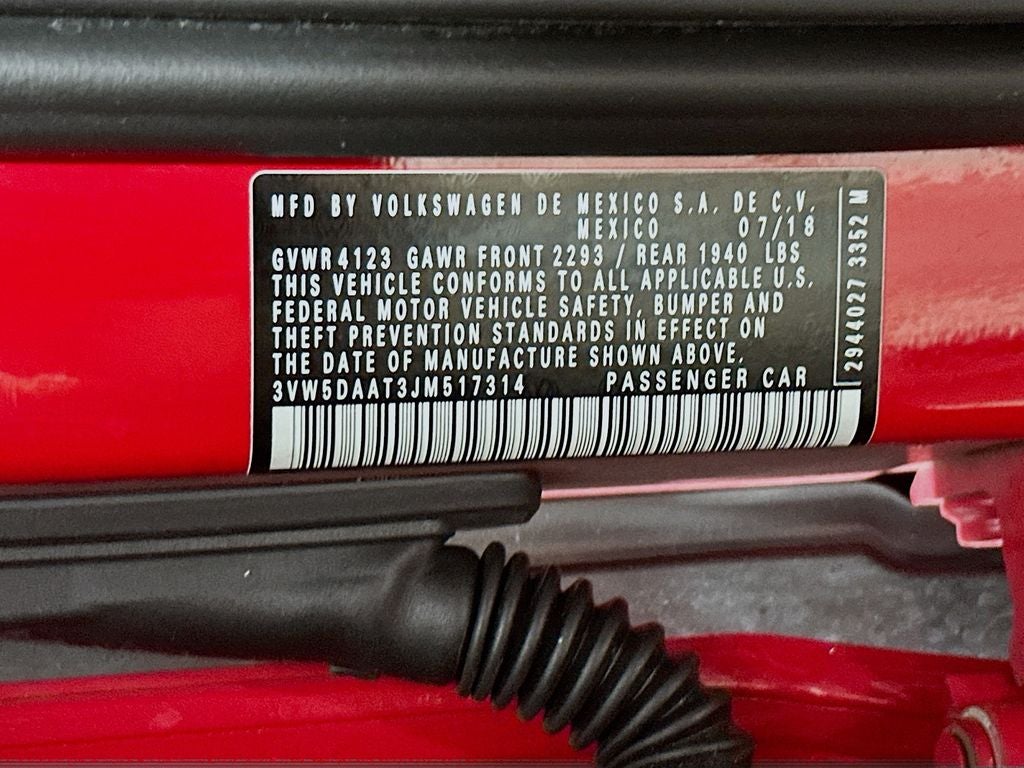 MFD BY VOLKSWAGEN DE MEXICO S.A. DE C.V.
MEXICO 07/18
GVWR 4123 GAWR FRONT 2293 / REAR 1940 LBS
THIS VEHICLE CONFORMS TO ALL APPLICABLE U.S.
FEDERAL MOTOR VEHICLE SAFETY, BUMPER AND
THEFT PREVENTION STANDARDS IN EFFECT ON
THE DATE OF MANUFACTURE SHOWN ABOVE.
3VW5DAAT3JM517314 PASSENGER CAR
2944027 3352 M